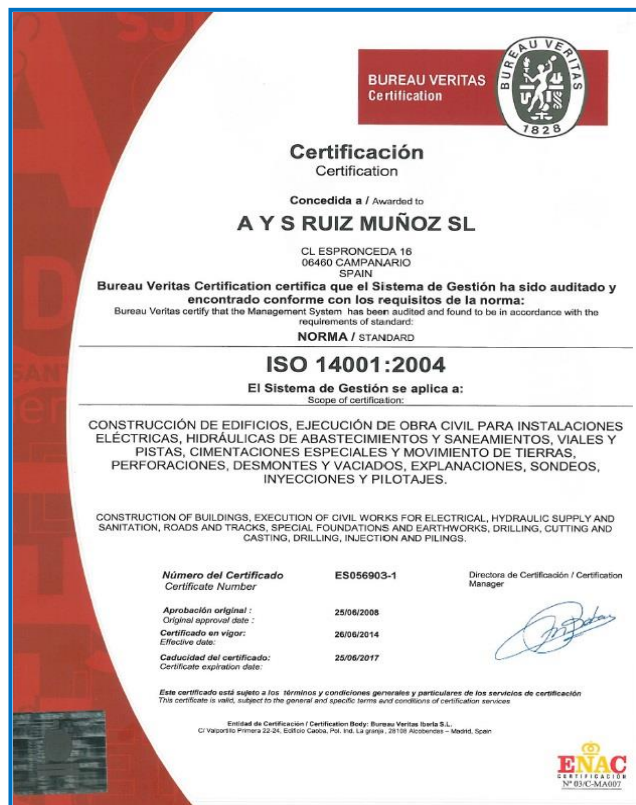 BUREAU VERITAS
Certification
BUREAU VERITAS
1828
Certificación
Certification
Concedida a / Awarded to
A Y S RUIZ MUÑOZ SL
CL ESPRONCEDA 16
06460 CAMPANARIO
SPAIN
Bureau Veritas Certification certifica que el Sistema de Gestión ha sido auditado y
encontrado conforme con los requisitos de la norma:
Bureau Veritas certify that the Management System has been audited and found to be in accordance with the
requirements of standard:
NORMA / STANDARD
ISO 14001:2004
El Sistema de Gestión se aplica a:
Scope of certification:
CONSTRUCCIÓN DE EDIFICIOS, EJECUCIÓN DE OBRA CIVIL PARA INSTALACIONES
ELÉCTRICAS, HIDRÁULICAS DE ABASTECIMIENTOS Y SANEAMIENTOS, VIALES Y
PISTAS, CIMENTACIONES ESPECIALES Y MOVIMIENTO DE TIERRAS,
PERFORACIONES, DESMONTES Y VACIADOS, EXPLANACIONES, SONDEOS,
INYECCIONES Y PILOTAJES.
CONSTRUCTION OF BUILDINGS, EXECUTION OF CIVIL WORKS FOR ELECTRICAL, HYDRAULIC SUPPLY AND
SANITATION, ROADS AND TRACKS, SPECIAL FOUNDATIONS AND EARTHWORKS, DRILLING, CUTTING AND
CASTING, DRILLING, INJECTION AND PILINGS.
Número del Certificado ES056903-1 Directora de Certificación / Certification
Certificate Number Manager
Aprobación original : 25/06/2008
Original approval date :
Certificado en vigor: 26/06/2014
Effective date:
Caducidad del certificado: 25/06/2017
Certificate expiration date:
Este certificado está sujeto a los términos y condiciones generales y particulares de los servicios de certificación
This certificate is valid, subject to the general and specific terms and conditions of certification services
Entidad de Certificación / Certification Body: Bureau Veritas Iberia S.L.
C/ Valportillo Primera 22-24, Edificio Caoba, Pol. Ind. La granja, 28108 Alcobendas – Madrid, Spain
ENAC
CERTIFICACIÓN
Nº 03/C-MA007